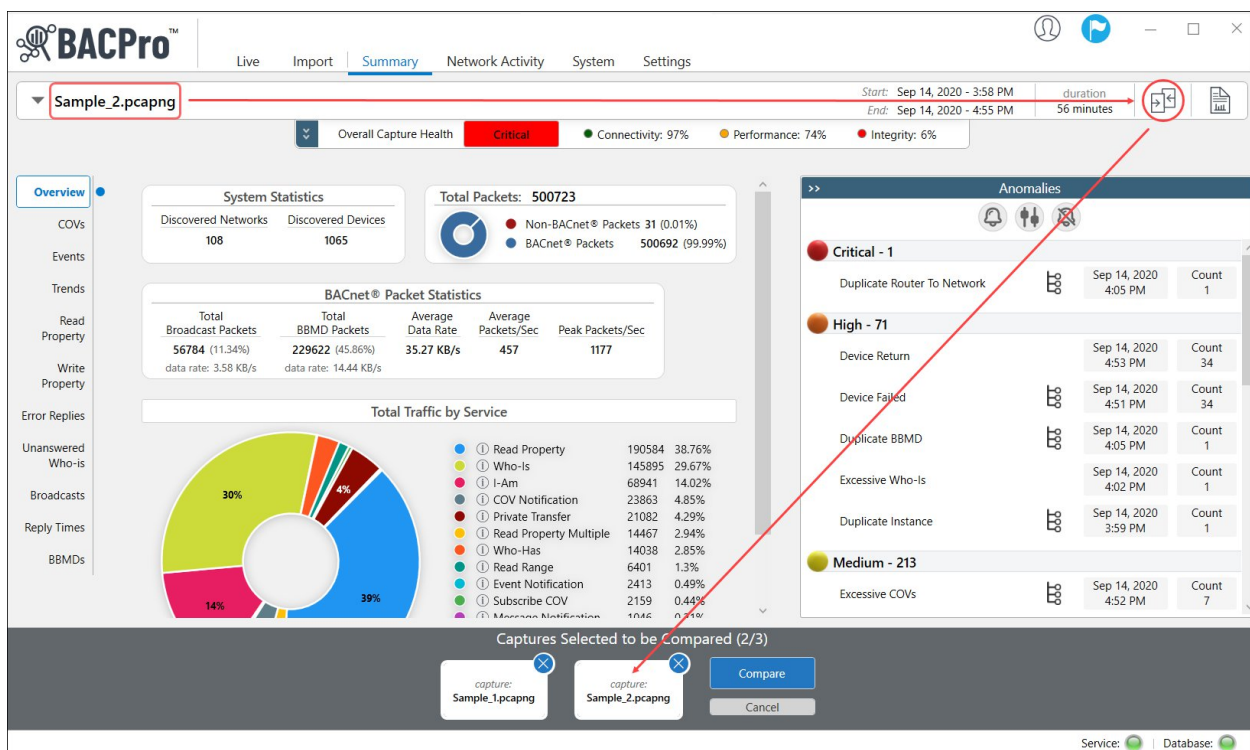 BACPro™
Live Import Summary Network Activity System Settings
Sample_2.pcapng
Start: Sep 14, 2020 - 3:58 PM
End: Sep 14, 2020 - 4:55 PM
duration
56 minutes
Overall Capture Health Critical Connectivity: 97% Performance: 74% Integrity: 6%
Overview
COVs
Events
Trends
Read
Property
Write
Property
Error Replies
Unanswered
Who-is
Broadcasts
Reply Times
BBMDs
System Statistics
Discovered Networks Discovered Devices
108 1065
Total Packets: 500723
Non-BACnet® Packets 31 (0.01%)
BACnet® Packets 500692 (99.99%)
BACnet® Packet Statistics
Total Total Average Average
Broadcast Packets BBMD Packets Data Rate Packets/Sec Peak Packets/Sec
56784 (11.34%) 229622 (45.86%) 35.27 KB/s 457 1177
data rate: 3.58 KB/s data rate: 14.44 KB/s
Total Traffic by Service
30%
4%
39%
14%
Read Property 190584 38.76%
Who-Is 145895 29.67%
I-Am 68941 14.02%
COV Notification 23863 4.85%
Private Transfer 21082 4.29%
Read Property Multiple 14467 2.94%
Who-Has 14038 2.85%
Read Range 6401 1.3%
Event Notification 2413 0.49%
Subscribe COV 2159 0.44%
Message Notification 1046 0.21%
>> Anomalies
Critical - 1
Duplicate Router To Network Sep 14, 2020 Count
4:05 PM 1
High - 71
Device Return Sep 14, 2020 Count
4:53 PM 34
Device Failed Sep 14, 2020 Count
4:51 PM 34
Duplicate BBMD Sep 14, 2020 Count
4:05 PM 1
Excessive Who-Is Sep 14, 2020 Count
4:02 PM 1
Duplicate Instance Sep 14, 2020 Count
3:59 PM 1
Medium - 213
Excessive COVs Sep 14, 2020 Count
4:52 PM 7
Captures Selected to be Compared (2/3)
capture:
Sample_1.pcapng
capture:
Sample_2.pcapng
Compare
Cancel
Service: Database: